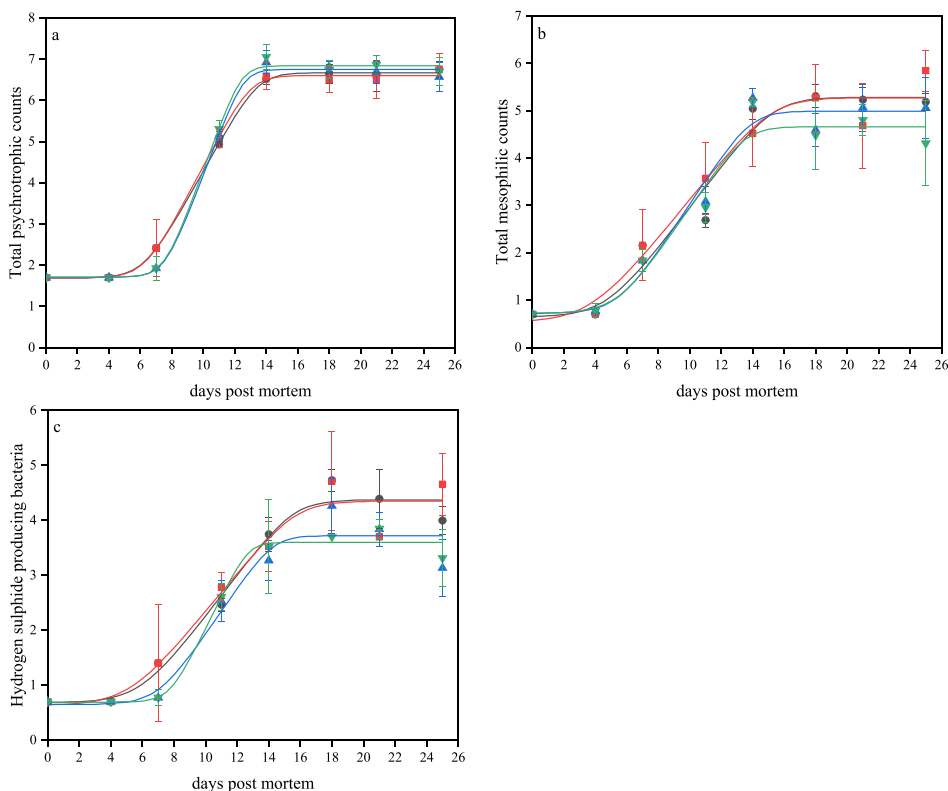 a
Total psychrotrophic counts
8
7
6
5
4
3
2
1
0
0 2 4 6 8 10 12 14 16 18 20 22 24 26
days post mortem
b
Total mesophilic counts
7
6
5
4
3
2
1
0
0 2 4 6 8 10 12 14 16 18 20 22 24 26
days post mortem
c
Hydrogen sulphide producing bacteria
6
5
4
3
2
1
0
0 2 4 6 8 10 12 14 16 18 20 22 24 26
days post mortem